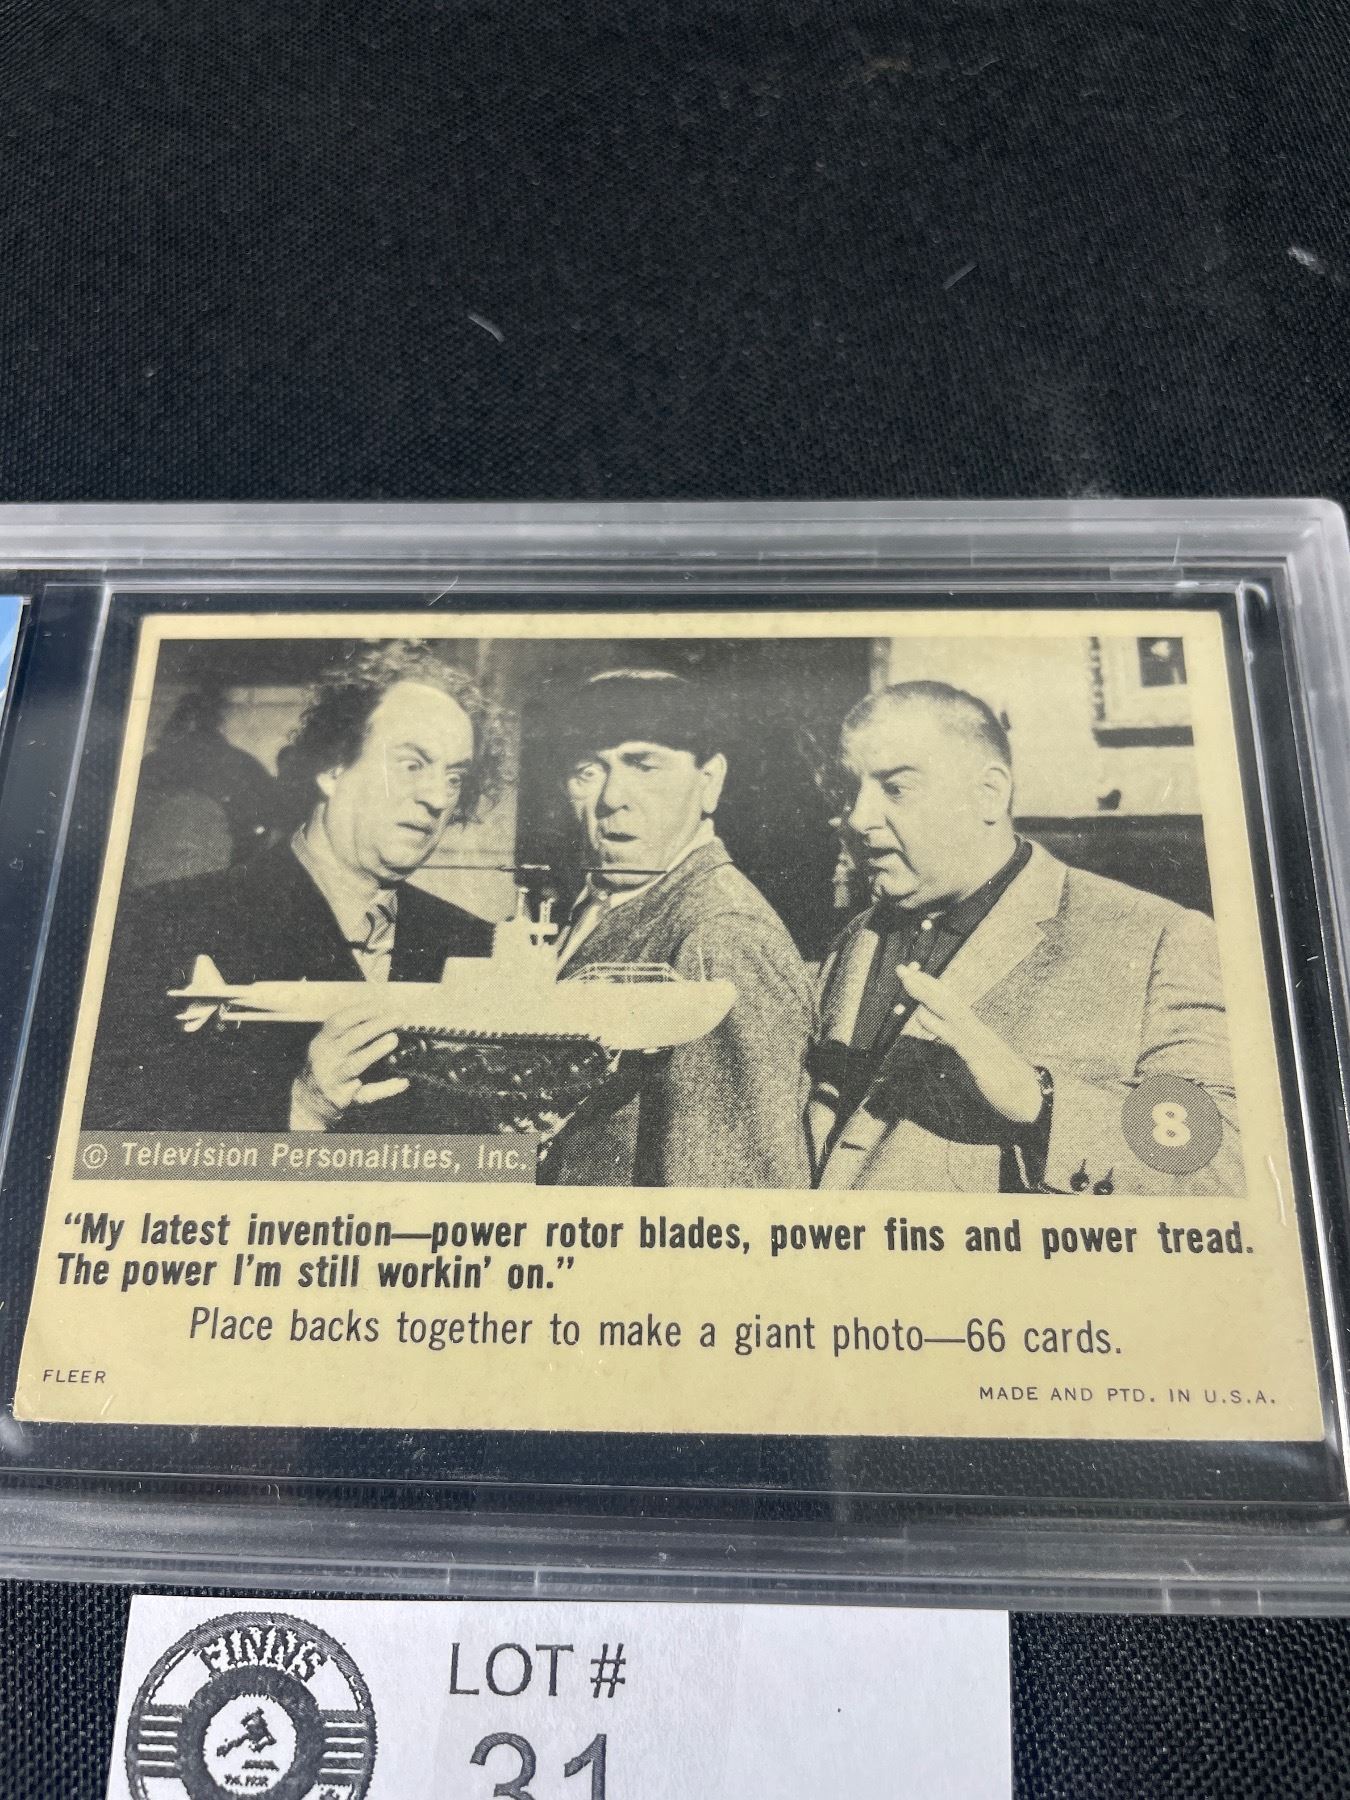 8
© Television Personalities, Inc.
“My latest invention—power rotor blades, power fins and power tread.
The power I’m still workin’ on.”
Place backs together to make a giant photo—66 cards.
FLEER
MADE AND PTD. IN U.S.A.
FINNS
LOT #
31